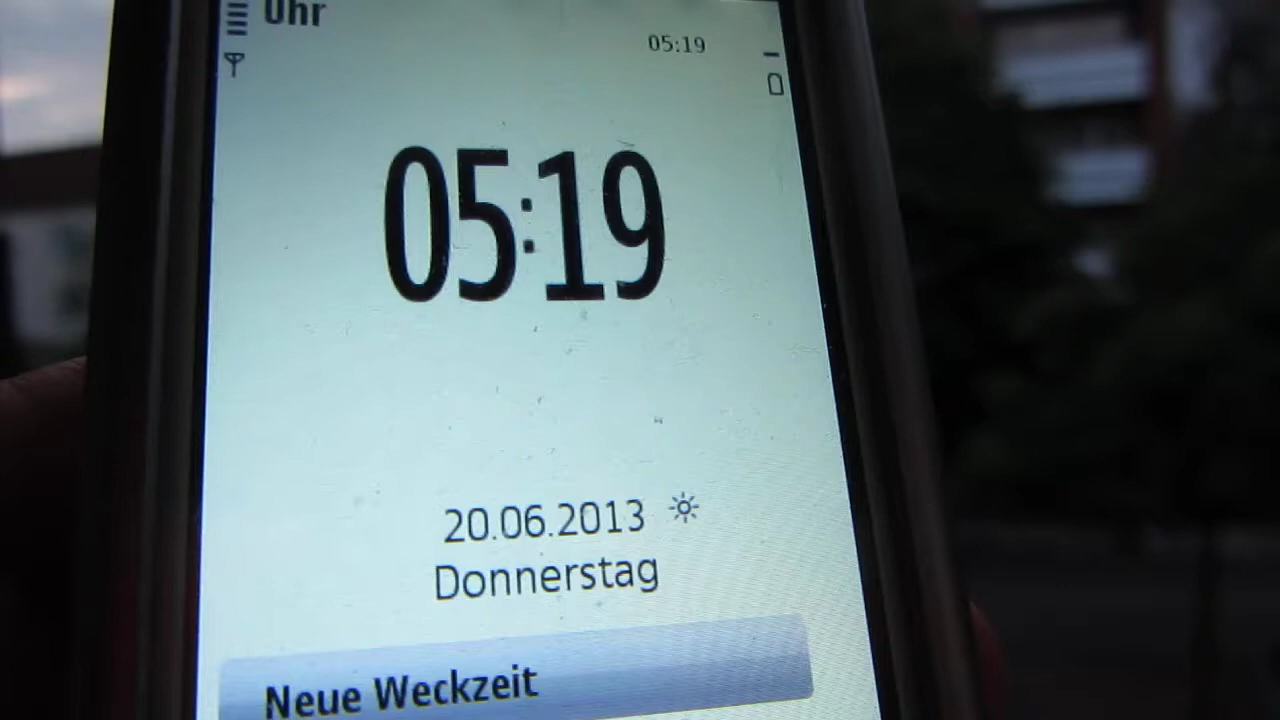 Uhr
05:19
05:19
20.06.2013
Donnerstag
Neue Weckzeit